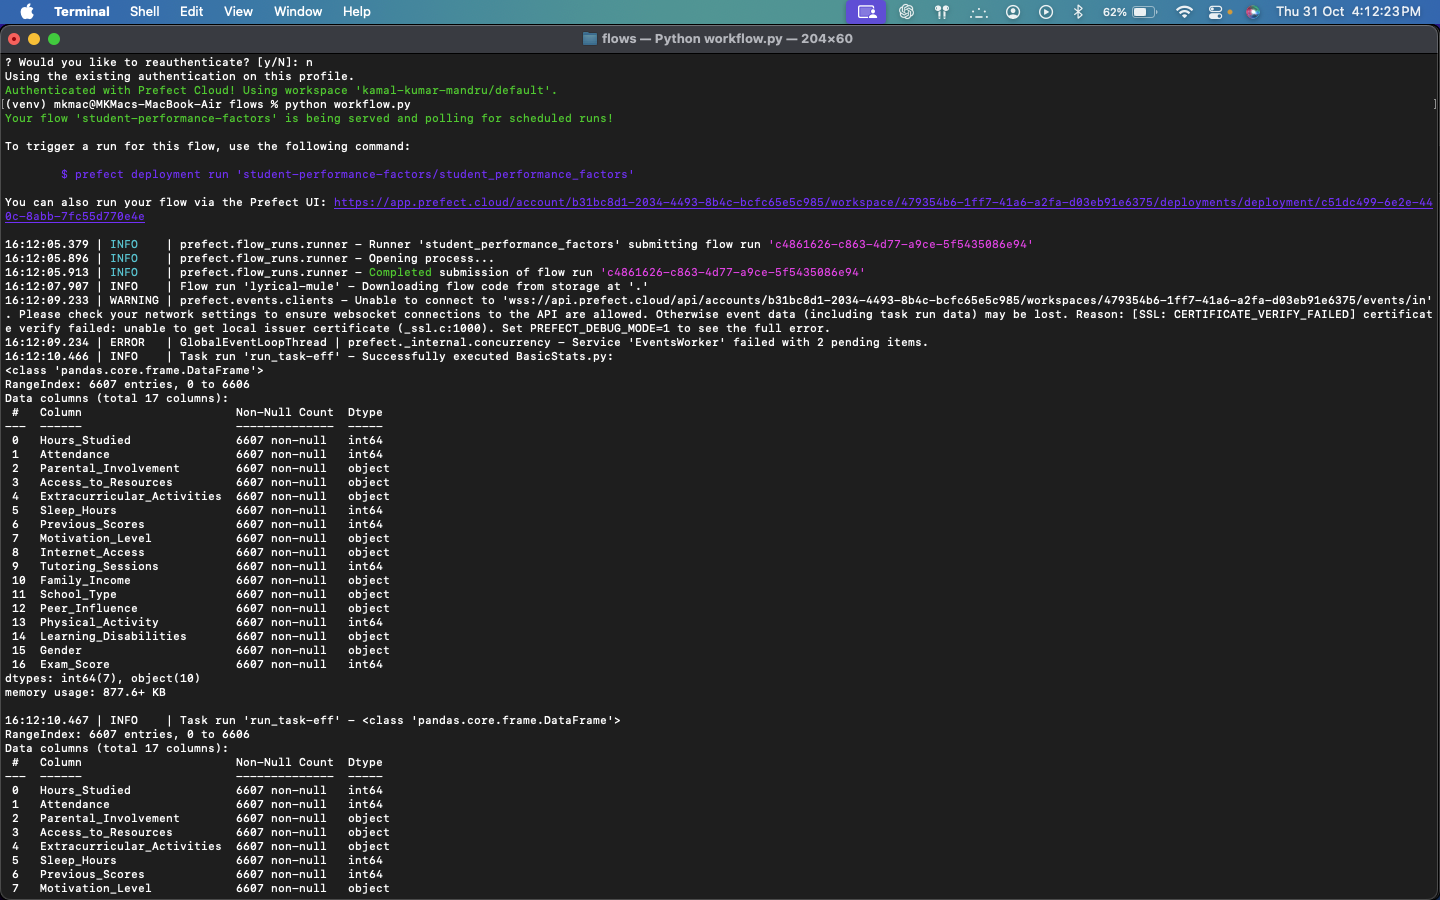 Terminal Shell Edit View Window Help 62% Thu 31 Oct 4:12:23 PM
flows — Python workflow.py — 204×60
? Would you like to reauthenticate? [y/N]: n
Using the existing authentication on this profile.
Authenticated with Prefect Cloud! Using workspace 'kamal-kumar-mandru/default'.
[(venv) mkmac@MKMacs-MacBook-Air flows % python workflow.py ]
Your flow 'student-performance-factors' is being served and polling for scheduled runs!
To trigger a run for this flow, use the following command:
$ prefect deployment run 'student-performance-factors/student_performance_factors'
You can also run your flow via the Prefect UI: https://app.prefect.cloud/account/b31bc8d1-2034-4493-8b4c-bcfc65e5c985/workspace/479354b6-1ff7-41a6-a2fa-d03eb91e6375/deployments/deployment/c51dc499-6e2e-44
0c-8abb-7fc55d770e4e
16:12:05.379 | INFO    | prefect.flow_runs.runner - Runner 'student_performance_factors' submitting flow run 'c4861626-c863-4d77-a9ce-5f5435086e94'
16:12:05.896 | INFO    | prefect.flow_runs.runner - Opening process...
16:12:05.913 | INFO    | prefect.flow_runs.runner - Completed submission of flow run 'c4861626-c863-4d77-a9ce-5f5435086e94'
16:12:07.907 | INFO    | Flow run 'lyrical-mule' - Downloading flow code from storage at '.'
16:12:09.233 | WARNING | prefect.events.clients - Unable to connect to 'wss://api.prefect.cloud/api/accounts/b31bc8d1-2034-4493-8b4c-bcfc65e5c985/workspaces/479354b6-1ff7-41a6-a2fa-d03eb91e6375/events/in'
. Please check your network settings to ensure websocket connections to the API are allowed. Otherwise event data (including task run data) may be lost. Reason: [SSL: CERTIFICATE_VERIFY_FAILED] certificat
e verify failed: unable to get local issuer certificate (_ssl.c:1000). Set PREFECT_DEBUG_MODE=1 to see the full error.
16:12:09.234 | ERROR   | GlobalEventLoopThread | prefect._internal.concurrency - Service 'EventsWorker' failed with 2 pending items.
16:12:10.466 | INFO    | Task run 'run_task-eff' - Successfully executed BasicStats.py:
<class 'pandas.core.frame.DataFrame'>
RangeIndex: 6607 entries, 0 to 6606
Data columns (total 17 columns):
#   Column                      Non-Null Count  Dtype
---  ------                      --------------  -----
0   Hours_Studied               6607 non-null   int64
1   Attendance                  6607 non-null   int64
2   Parental_Involvement        6607 non-null   object
3   Access_to_Resources         6607 non-null   object
4   Extracurricular_Activities  6607 non-null   object
5   Sleep_Hours                 6607 non-null   int64
6   Previous_Scores             6607 non-null   int64
7   Motivation_Level            6607 non-null   object
8   Internet_Access             6607 non-null   object
9   Tutoring_Sessions           6607 non-null   int64
10  Family_Income               6607 non-null   object
11  School_Type                 6607 non-null   object
12  Peer_Influence              6607 non-null   object
13  Physical_Activity           6607 non-null   int64
14  Learning_Disabilities       6607 non-null   object
15  Gender                      6607 non-null   object
16  Exam_Score                  6607 non-null   int64
dtypes: int64(7), object(10)
memory usage: 877.6+ KB
16:12:10.467 | INFO    | Task run 'run_task-eff' - <class 'pandas.core.frame.DataFrame'>
RangeIndex: 6607 entries, 0 to 6606
Data columns (total 17 columns):
#   Column                      Non-Null Count  Dtype
---  ------                      --------------  -----
0   Hours_Studied               6607 non-null   int64
1   Attendance                  6607 non-null   int64
2   Parental_Involvement        6607 non-null   object
3   Access_to_Resources         6607 non-null   object
4   Extracurricular_Activities  6607 non-null   object
5   Sleep_Hours                 6607 non-null   int64
6   Previous_Scores             6607 non-null   int64
7   Motivation_Level            6607 non-null   object